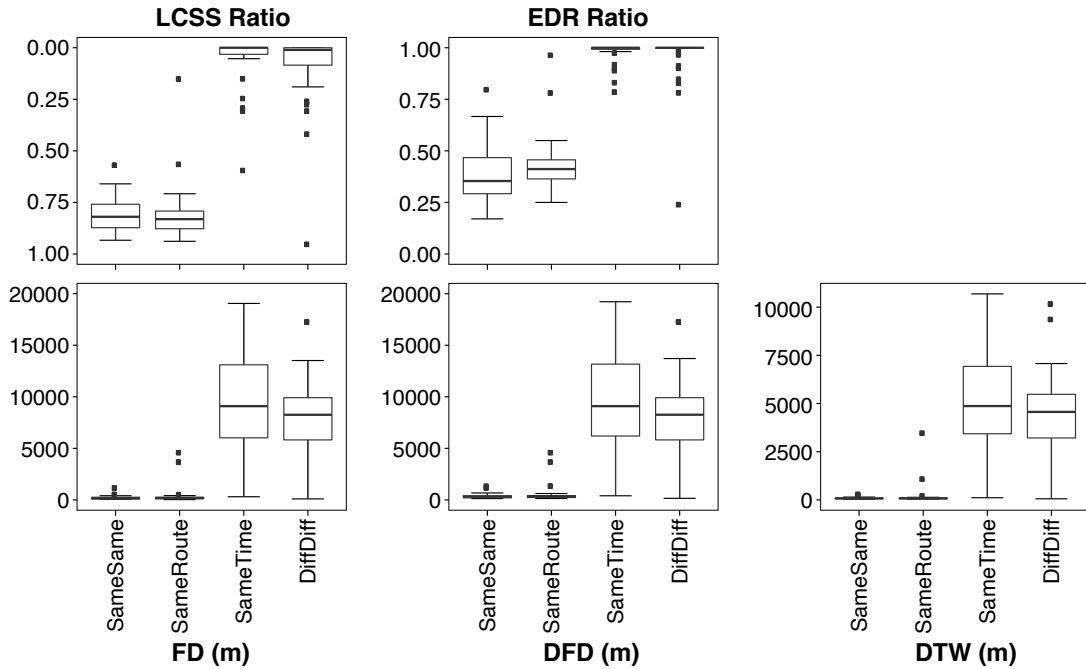 LCSS Ratio
EDR Ratio
0.00
0.25
0.50
0.75
1.00
1.00
0.75
0.50
0.25
0.00
20000
15000
10000
5000
0
20000
15000
10000
5000
0
10000
7500
5000
2500
0
SameSame
SameRoute
SameTime
DiffDiff
SameSame
SameRoute
SameTime
DiffDiff
SameSame
SameRoute
SameTime
DiffDiff
FD (m)
DFD (m)
DTW (m)